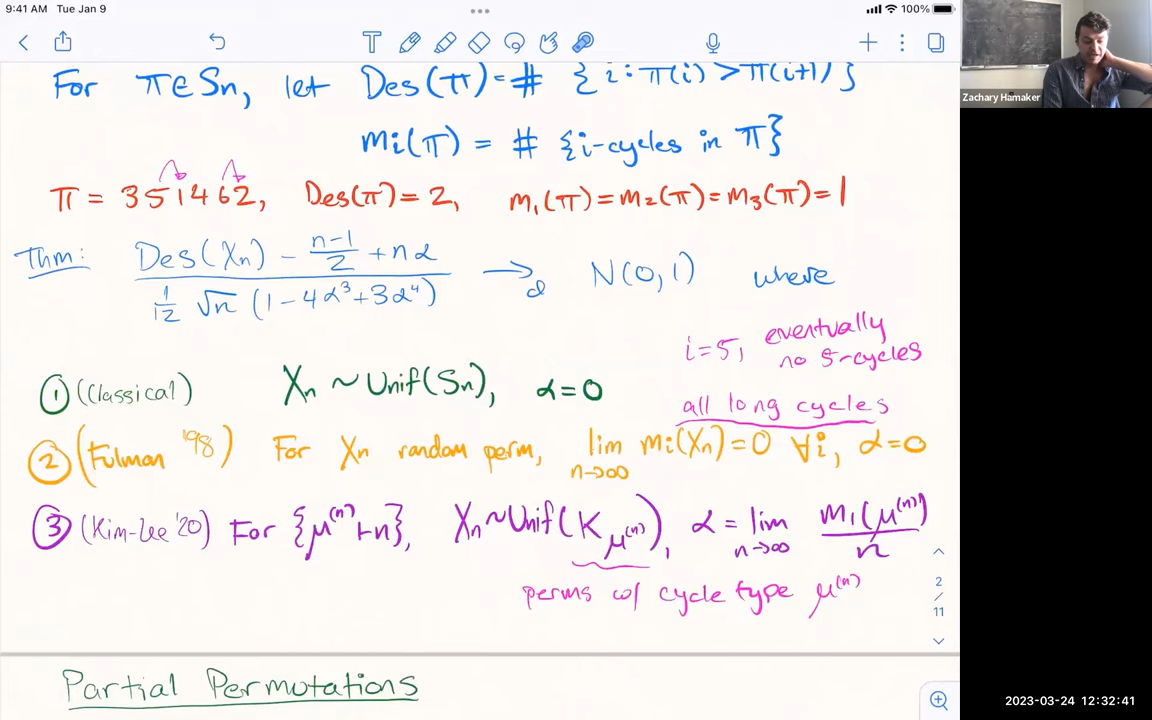 9:41 AM Tue Jan 9
100%
For π∈Sn, let Des(π) = # {i : π(i) > π(i+1)}
mi(π) = # {i-cycles in π}
π = 351462, Des(π) = 2, m₁(π) = m₂(π) = m₃(π) = 1
Thm: (Des(Xn) - (n-1)/2 + nα) / (1/12 √n (1-4α³+3α⁴)) →d N(0,1) where
i=5, eventually
no 5-cycles
① (Classical) Xn ~ Unif(Sn), α=0
all long cycles
② (Fulman '98) For Xn random perm, lim n→∞ mi(Xn) = 0 ∀i, α=0
③ (Kim-Lee '20) For {μ⁽ⁿ⁾ ⊢ n}, Xn ~ Unif(K μ⁽ⁿ⁾), α = lim n→∞ m₁(μ⁽ⁿ⁾)/n
perms w/ cycle type μ⁽ⁿ⁾
2
/
11
Partial Permutations
Zachary Hamaker
2023-03-24 12:32:41